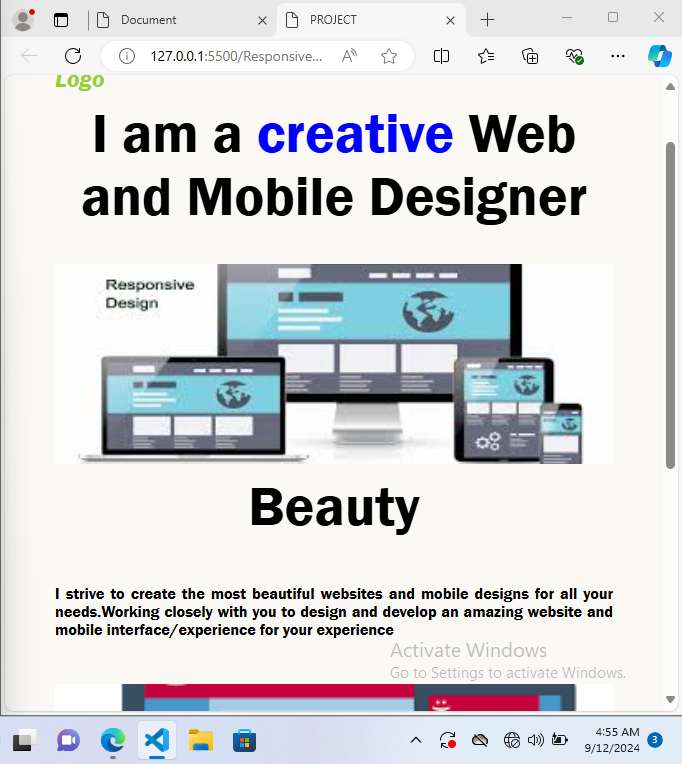 Document
PROJECT
127.0.0.1:5500/Responsive...
Logo
I am a creative Web
and Mobile Designer
Responsive
Design
Beauty
I strive to create the most beautiful websites and mobile designs for all your
needs.Working closely with you to design and develop an amazing website and
mobile interface/experience for your experience
Activate Windows
Go to Settings to activate Windows.
4:55 AM
9/12/2024
3